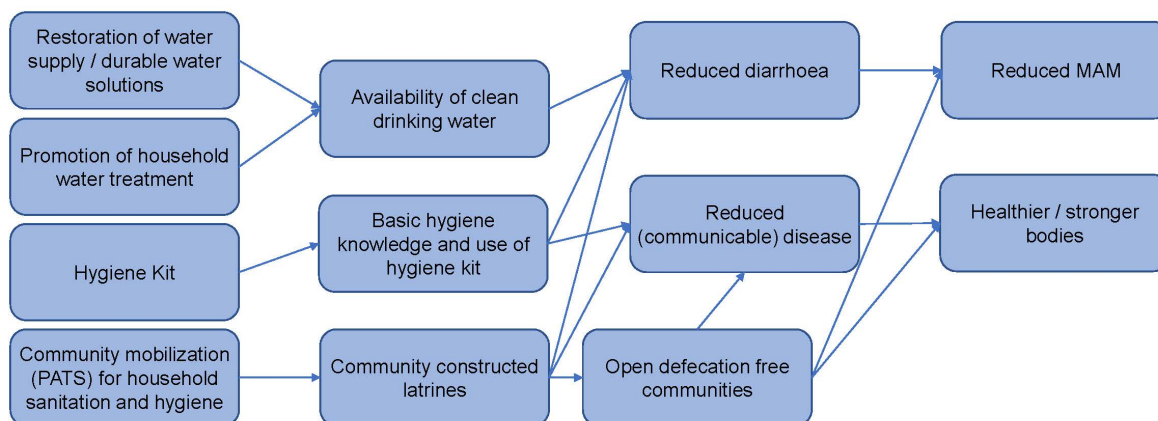 Restoration of water
supply / durable water
solutions
Promotion of household
water treatment
Hygiene Kit
Community mobilization
(PATS) for household
sanitation and hygiene
Availability of clean
drinking water
Basic hygiene
knowledge and use of
hygiene kit
Community constructed
latrines
Reduced diarrhoea
Reduced
(communicable) disease
Open defecation free
communities
Reduced MAM
Healthier / stronger
bodies